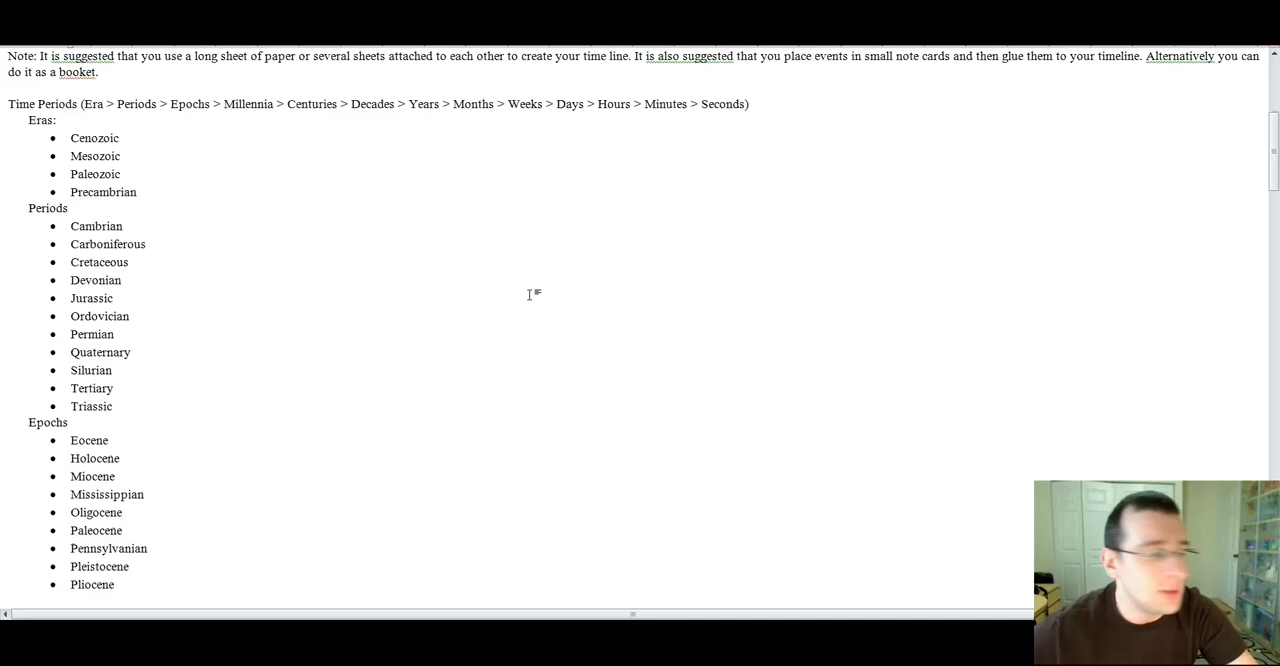 Note: It is suggested that you use a long sheet of paper or several sheets attached to each other to create your time line. It is also suggested that you place events in small note cards and then glue them to your timeline. Alternatively you can
do it as a booket.
Time Periods (Era > Periods > Epochs > Millennia > Centuries > Decades > Years > Months > Weeks > Days > Hours > Minutes > Seconds)
Eras:
• Cenozoic
• Mesozoic
• Paleozoic
• Precambrian
Periods
• Cambrian
• Carboniferous
• Cretaceous
• Devonian
• Jurassic
• Ordovician
• Permian
• Quaternary
• Silurian
• Tertiary
• Triassic
Epochs
• Eocene
• Holocene
• Miocene
• Mississippian
• Oligocene
• Paleocene
• Pennsylvanian
• Pleistocene
• Pliocene